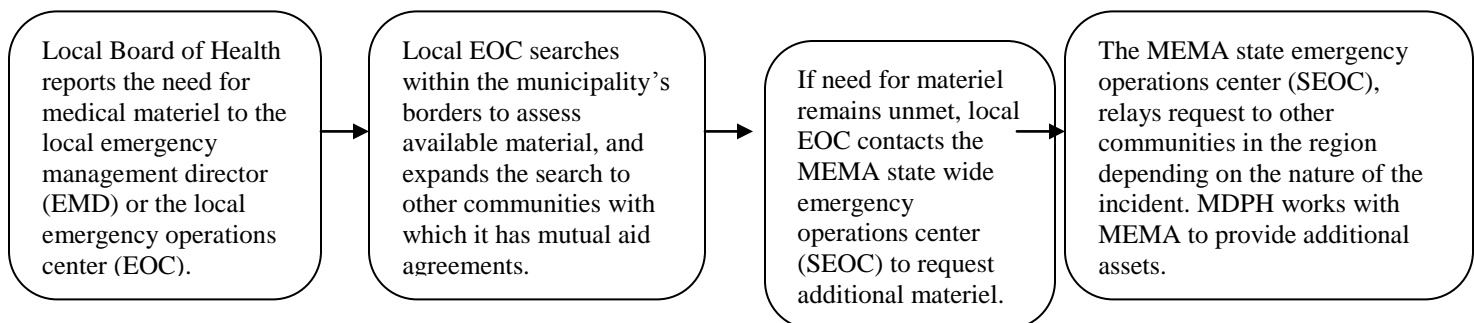 Local Board of Health
reports the need for
medical materiel to the
local emergency
management director
(EMD) or the local
emergency operations
center (EOC).
Local EOC searches
within the municipality’s
borders to assess
available material, and
expands the search to
other communities with
which it has mutual aid
agreements.
If need for materiel
remains unmet, local
EOC contacts the
MEMA state wide
emergency
operations center
(SEOC) to request
additional materiel.
The MEMA state emergency
operations center (SEOC),
relays request to other
communities in the region
depending on the nature of the
incident. MDPH works with
MEMA to provide additional
assets.